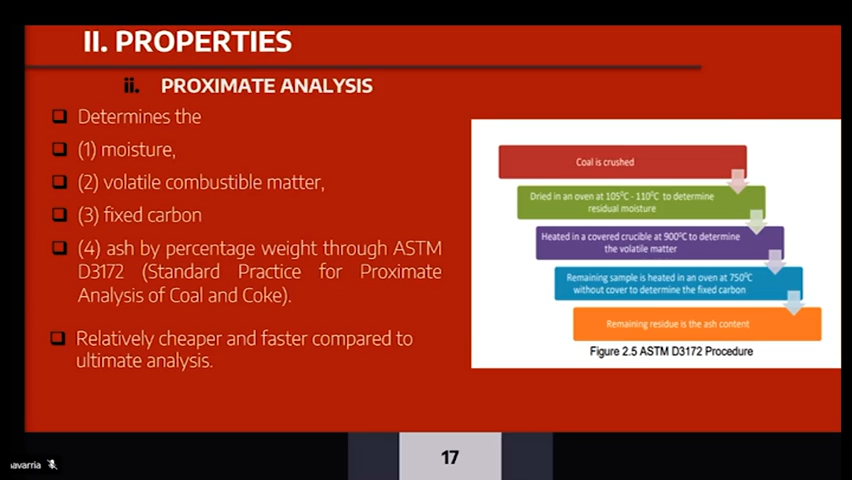 II. PROPERTIES
ii. PROXIMATE ANALYSIS
Determines the
(1) moisture,
(2) volatile combustible matter,
(3) fixed carbon
(4) ash by percentage weight through ASTM
D3172 (Standard Practice for Proximate
Analysis of Coal and Coke).
Relatively cheaper and faster compared to
ultimate analysis.
Coal is crushed
Dried in an oven at 105⁰C - 110⁰C to determine
residual moisture
Heated in a covered crucible at 900⁰C to determine
the volatile matter
Remaining sample is heated in an oven at 750⁰C
without cover to determine the fixed carbon
Remaining residue is the ash content
Figure 2.5 ASTM D3172 Procedure
17